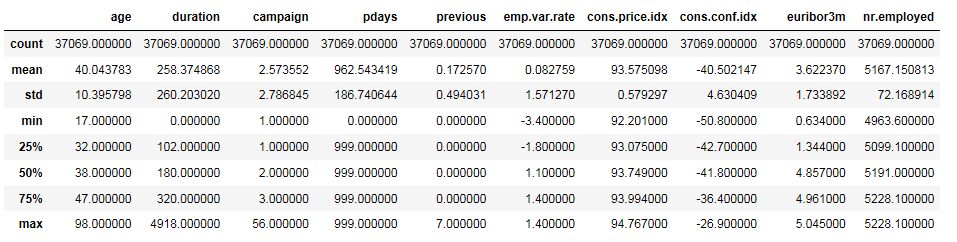 age duration campaign pdays previous emp.var.rate cons.price.idx cons.conf.idx euribor3m nr.employed
count 37069.000000 37069.000000 37069.000000 37069.000000 37069.000000 37069.000000 37069.000000 37069.000000 37069.000000 37069.000000
mean 40.043783 258.374868 2.573552 962.543419 0.172570 0.082759 93.575098 -40.502147 3.622370 5167.150813
std 10.395798 260.203020 2.786845 186.740644 0.494031 1.571270 0.579297 4.630409 1.733892 72.168914
min 17.000000 0.000000 1.000000 0.000000 0.000000 -3.400000 92.201000 -50.800000 0.634000 4963.600000
25% 32.000000 102.000000 1.000000 999.000000 0.000000 -1.800000 93.075000 -42.700000 1.344000 5099.100000
50% 38.000000 180.000000 2.000000 999.000000 0.000000 1.100000 93.749000 -41.800000 4.857000 5191.000000
75% 47.000000 320.000000 3.000000 999.000000 0.000000 1.400000 93.994000 -36.400000 4.961000 5228.100000
max 98.000000 4918.000000 56.000000 999.000000 7.000000 1.400000 94.767000 -26.900000 5.045000 5228.100000